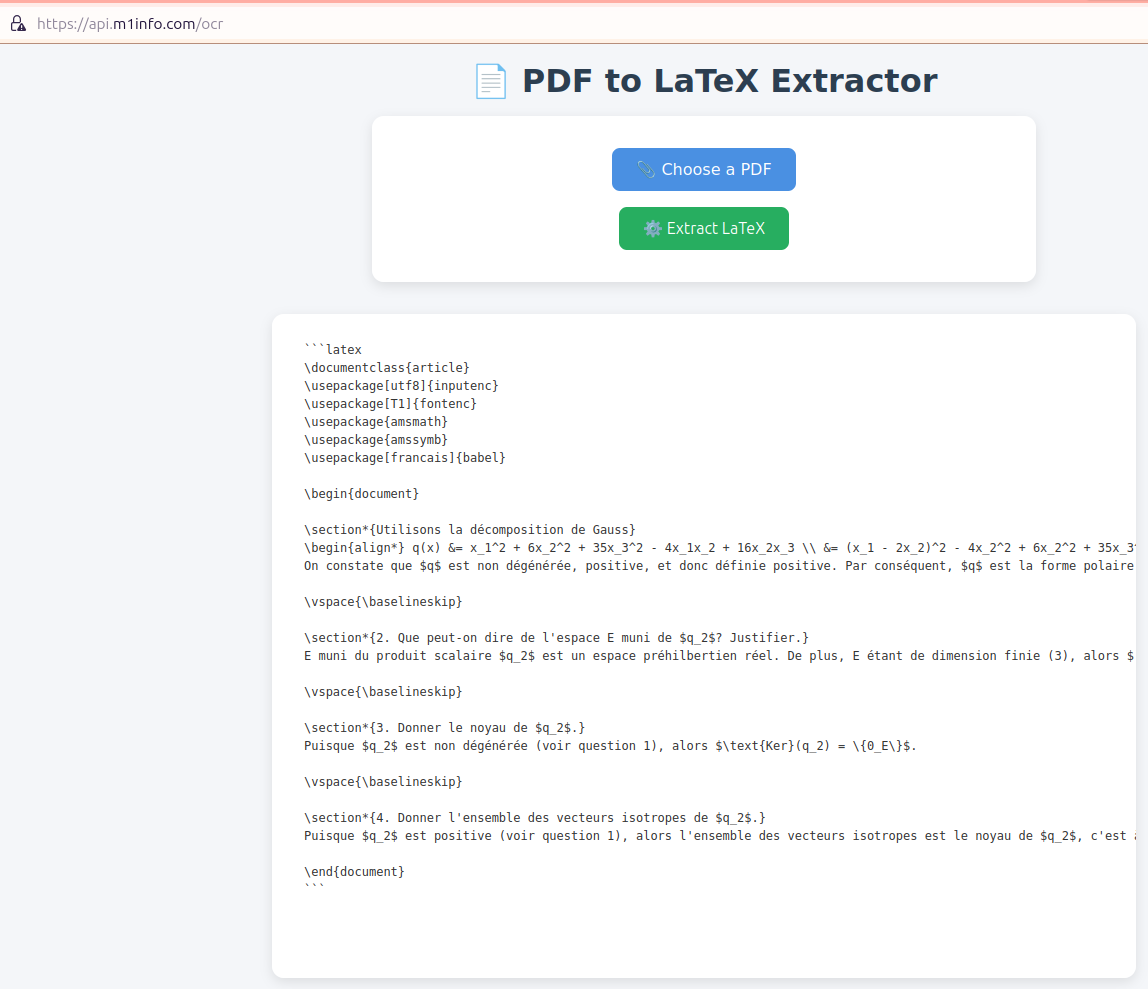 https://api.m1info.com/ocr
PDF to LaTeX Extractor
Choose a PDF
Extract LaTeX
```latex
\documentclass{article}
\usepackage[utf8]{inputenc}
\usepackage[T1]{fontenc}
\usepackage{amsmath}
\usepackage{amssymb}
\usepackage[francais]{babel}
\begin{document}
\section*{Utilisons la décomposition de Gauss}
\begin{align*} q(x) &= x_1^2 + 6x_2^2 + 35x_3^2 - 4x_1x_2 + 16x_2x_3 \\ &= (x_1 - 2x_2)^2 - 4x_2^2 + 6x_2^2 + 35x_3^
On constate que $q$ est non dégénérée, positive, et donc définie positive. Par conséquent, $q$ est la forme polaire
\vspace{\baselineskip}
\section*{2. Que peut-on dire de l'espace E muni de $q_2$? Justifier.}
E muni du produit scalaire $q_2$ est un espace préhilbertien réel. De plus, E étant de dimension finie (3), alors $
\vspace{\baselineskip}
\section*{3. Donner le noyau de $q_2$.}
Puisque $q_2$ est non dégénérée (voir question 1), alors $\text{Ker}(q_2) = \{0_E\}$.
\vspace{\baselineskip}
\section*{4. Donner l'ensemble des vecteurs isotropes de $q_2$.}
Puisque $q_2$ est positive (voir question 1), alors l'ensemble des vecteurs isotropes est le noyau de $q_2$, c'est
\end{document}
```